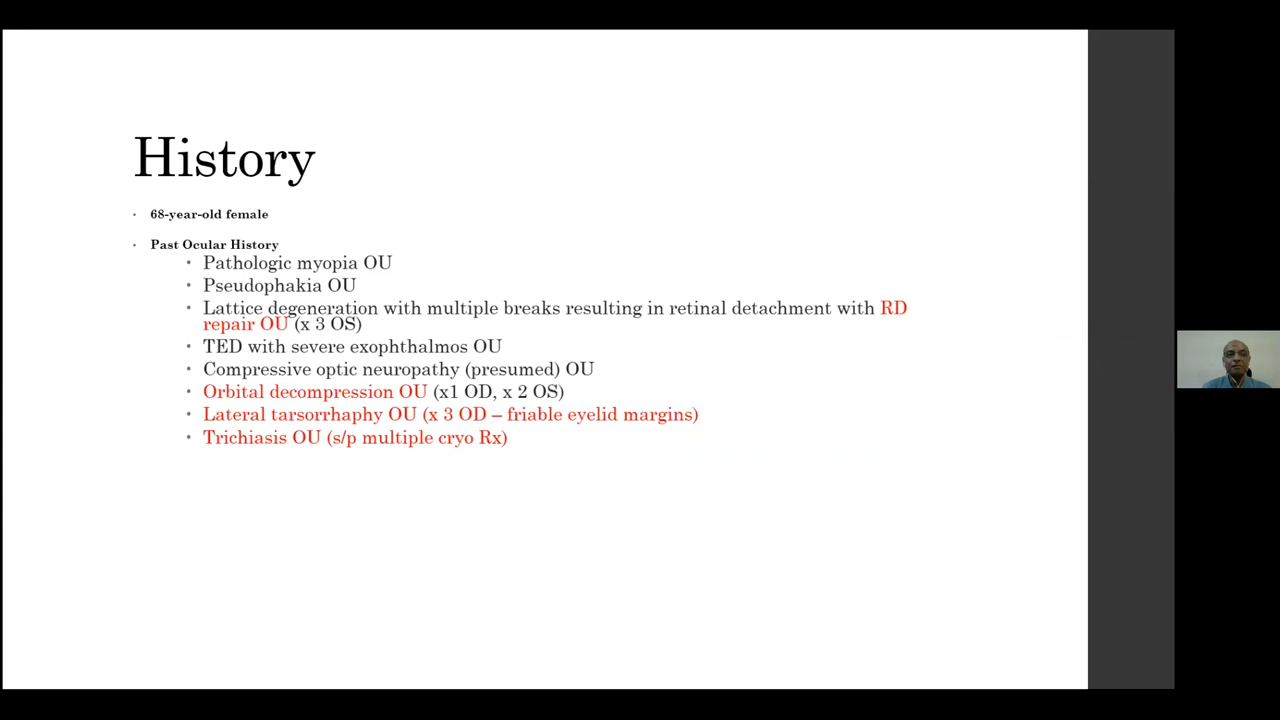 History
• 68-year-old female
• Past Ocular History
• Pathologic myopia OU
• Pseudophakia OU
• Lattice degeneration with multiple breaks resulting in retinal detachment with RD
repair OU (x 3 OS)
• TED with severe exophthalmos OU
• Compressive optic neuropathy (presumed) OU
• Orbital decompression OU (x1 OD, x 2 OS)
• Lateral tarsorrhaphy OU (x 3 OD – friable eyelid margins)
• Trichiasis OU (s/p multiple cryo Rx)